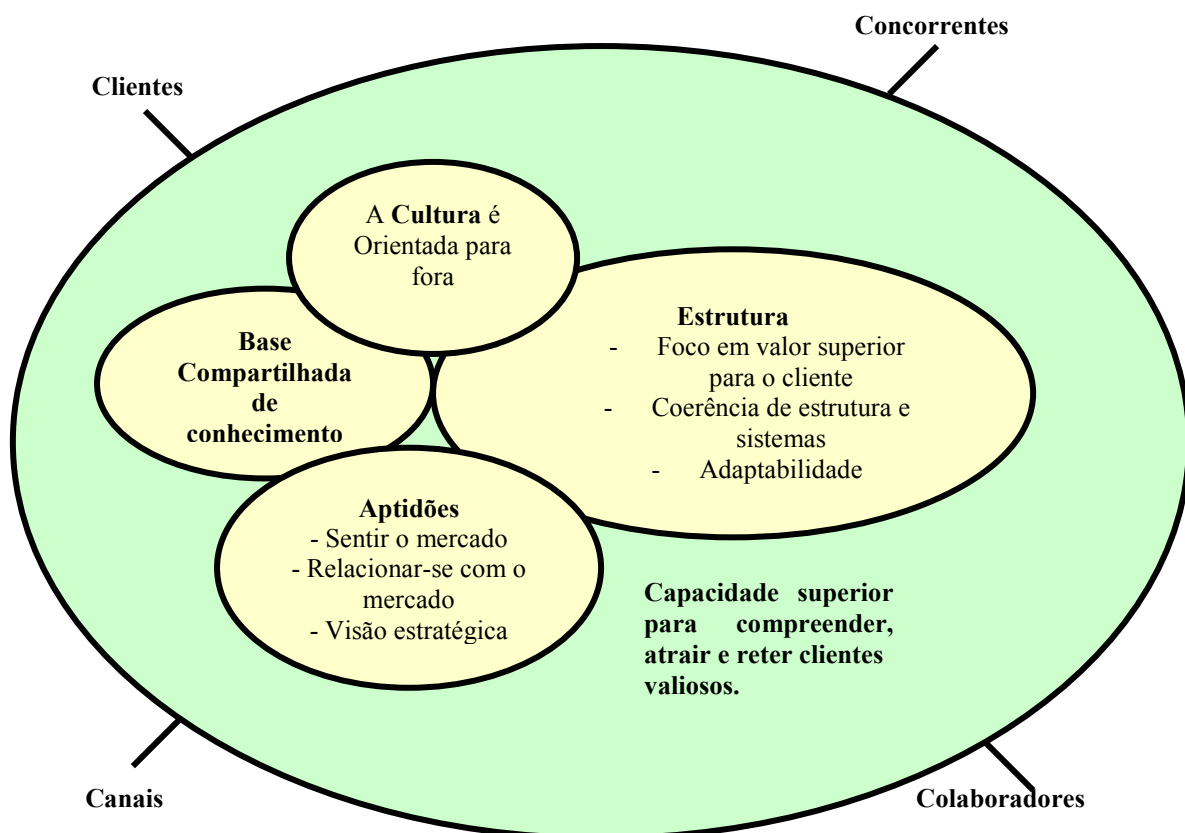 Concorrentes
Clientes
A Cultura é
Orientada para
fora
Base
Compartilhada
de
conhecimento
Estrutura
- Foco em valor superior
para o cliente
- Coerência de estrutura e
sistemas
- Adaptabilidade
Aptidões
- Sentir o mercado
- Relacionar-se com o
mercado
- Visão estratégica
Capacidade superior
para compreender,
atrair e reter clientes
valiosos.
Canais
Colaboradores